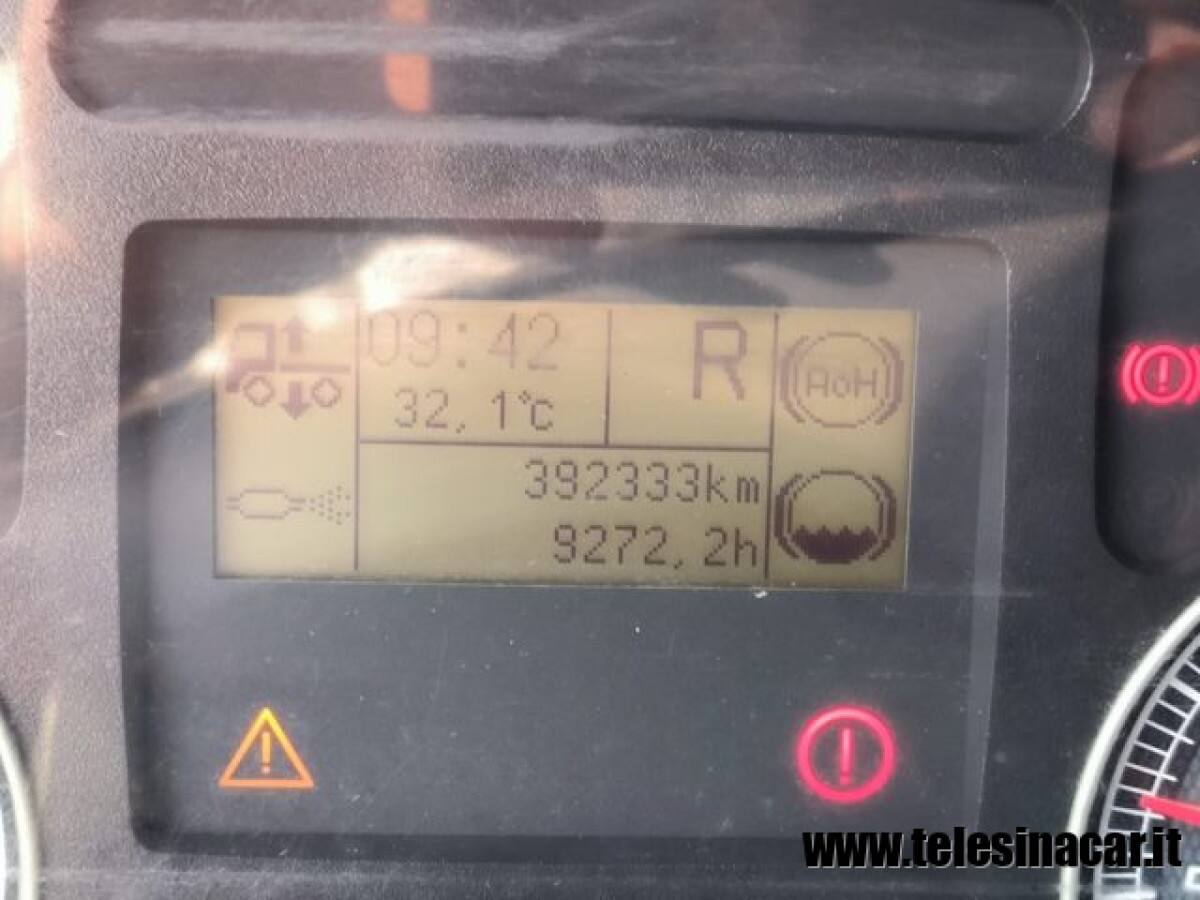 09:42
32,1°C
R
AoH
392333km
9272,2h
www.telesinacar.it